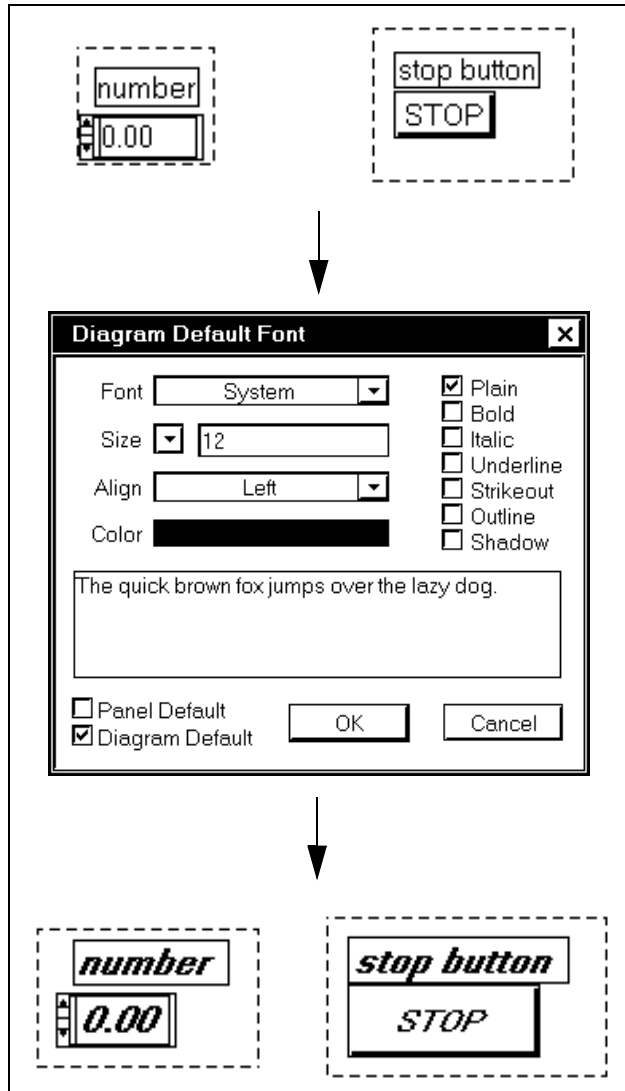 number
0.00
stop button
STOP
Diagram Default Font
Font System
Size 12
Align Left
Color
Plain
Bold
Italic
Underline
Strikeout
Outline
Shadow
The quick brown fox jumps over the lazy dog.
Panel Default
Diagram Default
OK
Cancel
number
0.00
stop button
STOP